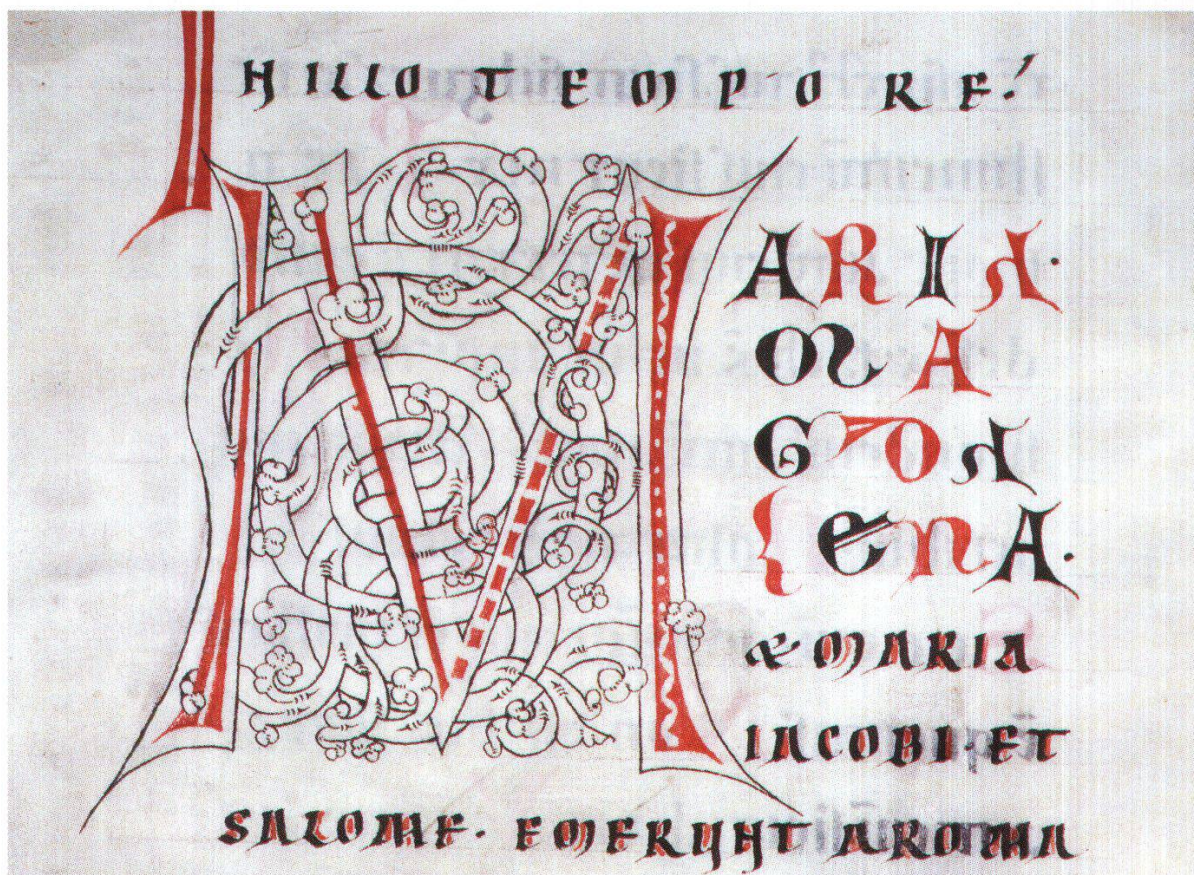 IN ILLO TEMPORE:
MARIA·
MA
GDA
LENA·
& MARIA
IACOBI· ET
SALOME· EMERUNT AROMA